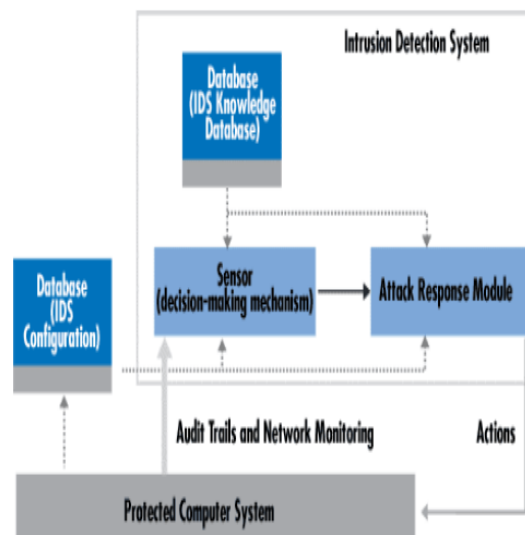 Intrusion Detection System
Database
(IDS Knowledge
Database)
Sensor
(decision-making mechanism)
Attack Response Module
Database
(IDS
Configuration)
Audit Trails and Network Monitoring
Actions
Protected Computer System